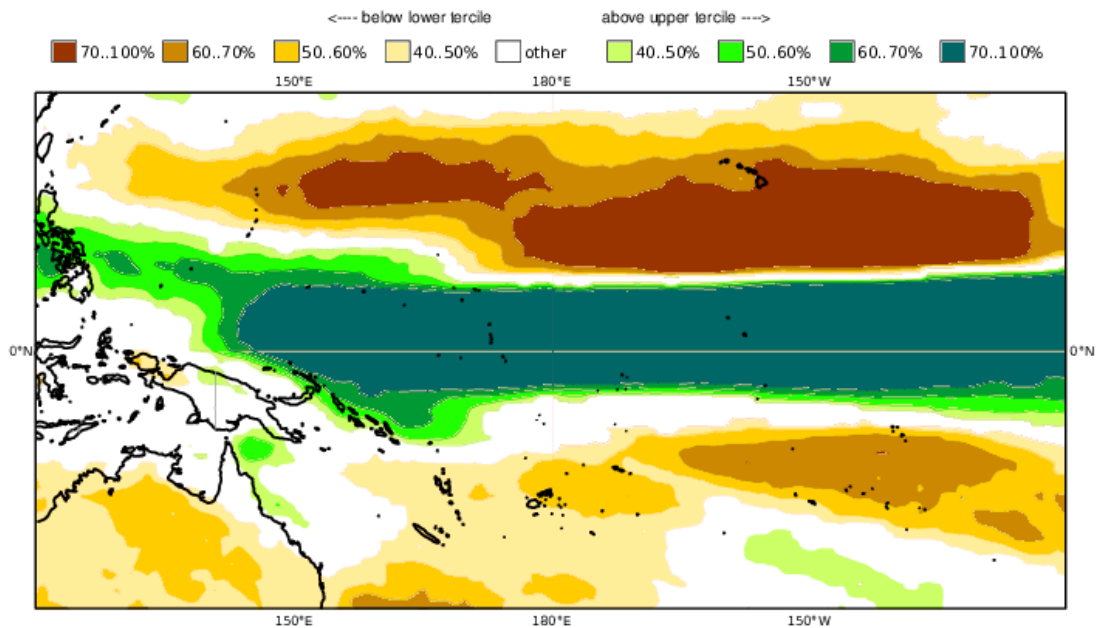 <---- below lower tercile above upper tercile ---->
70..100% 60..70% 50..60% 40..50% other 40..50% 50..60% 60..70% 70..100%
150°E 180°E 150°W
0°N 0°N
150°E 180°E 150°W